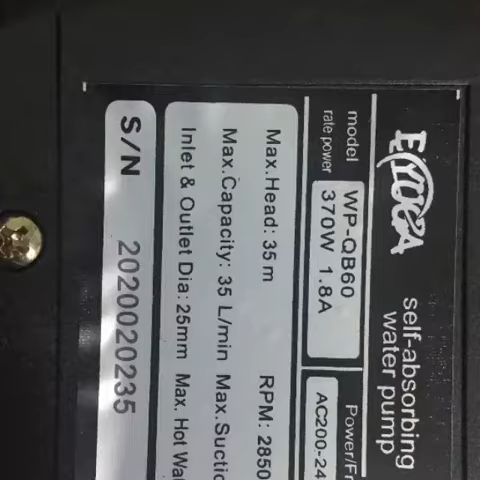 EYUGA
self-absorbing
water pump
model WP-QB60 Power/Fr
rate power 370W 1.8A AC200-24
Max.Head: 35 m RPM: 2850
Max.Capacity: 35 L/min Max.Suctio
Inlet & Outlet Dia: 25mm Max. Hot Wa
S/N 2020020235